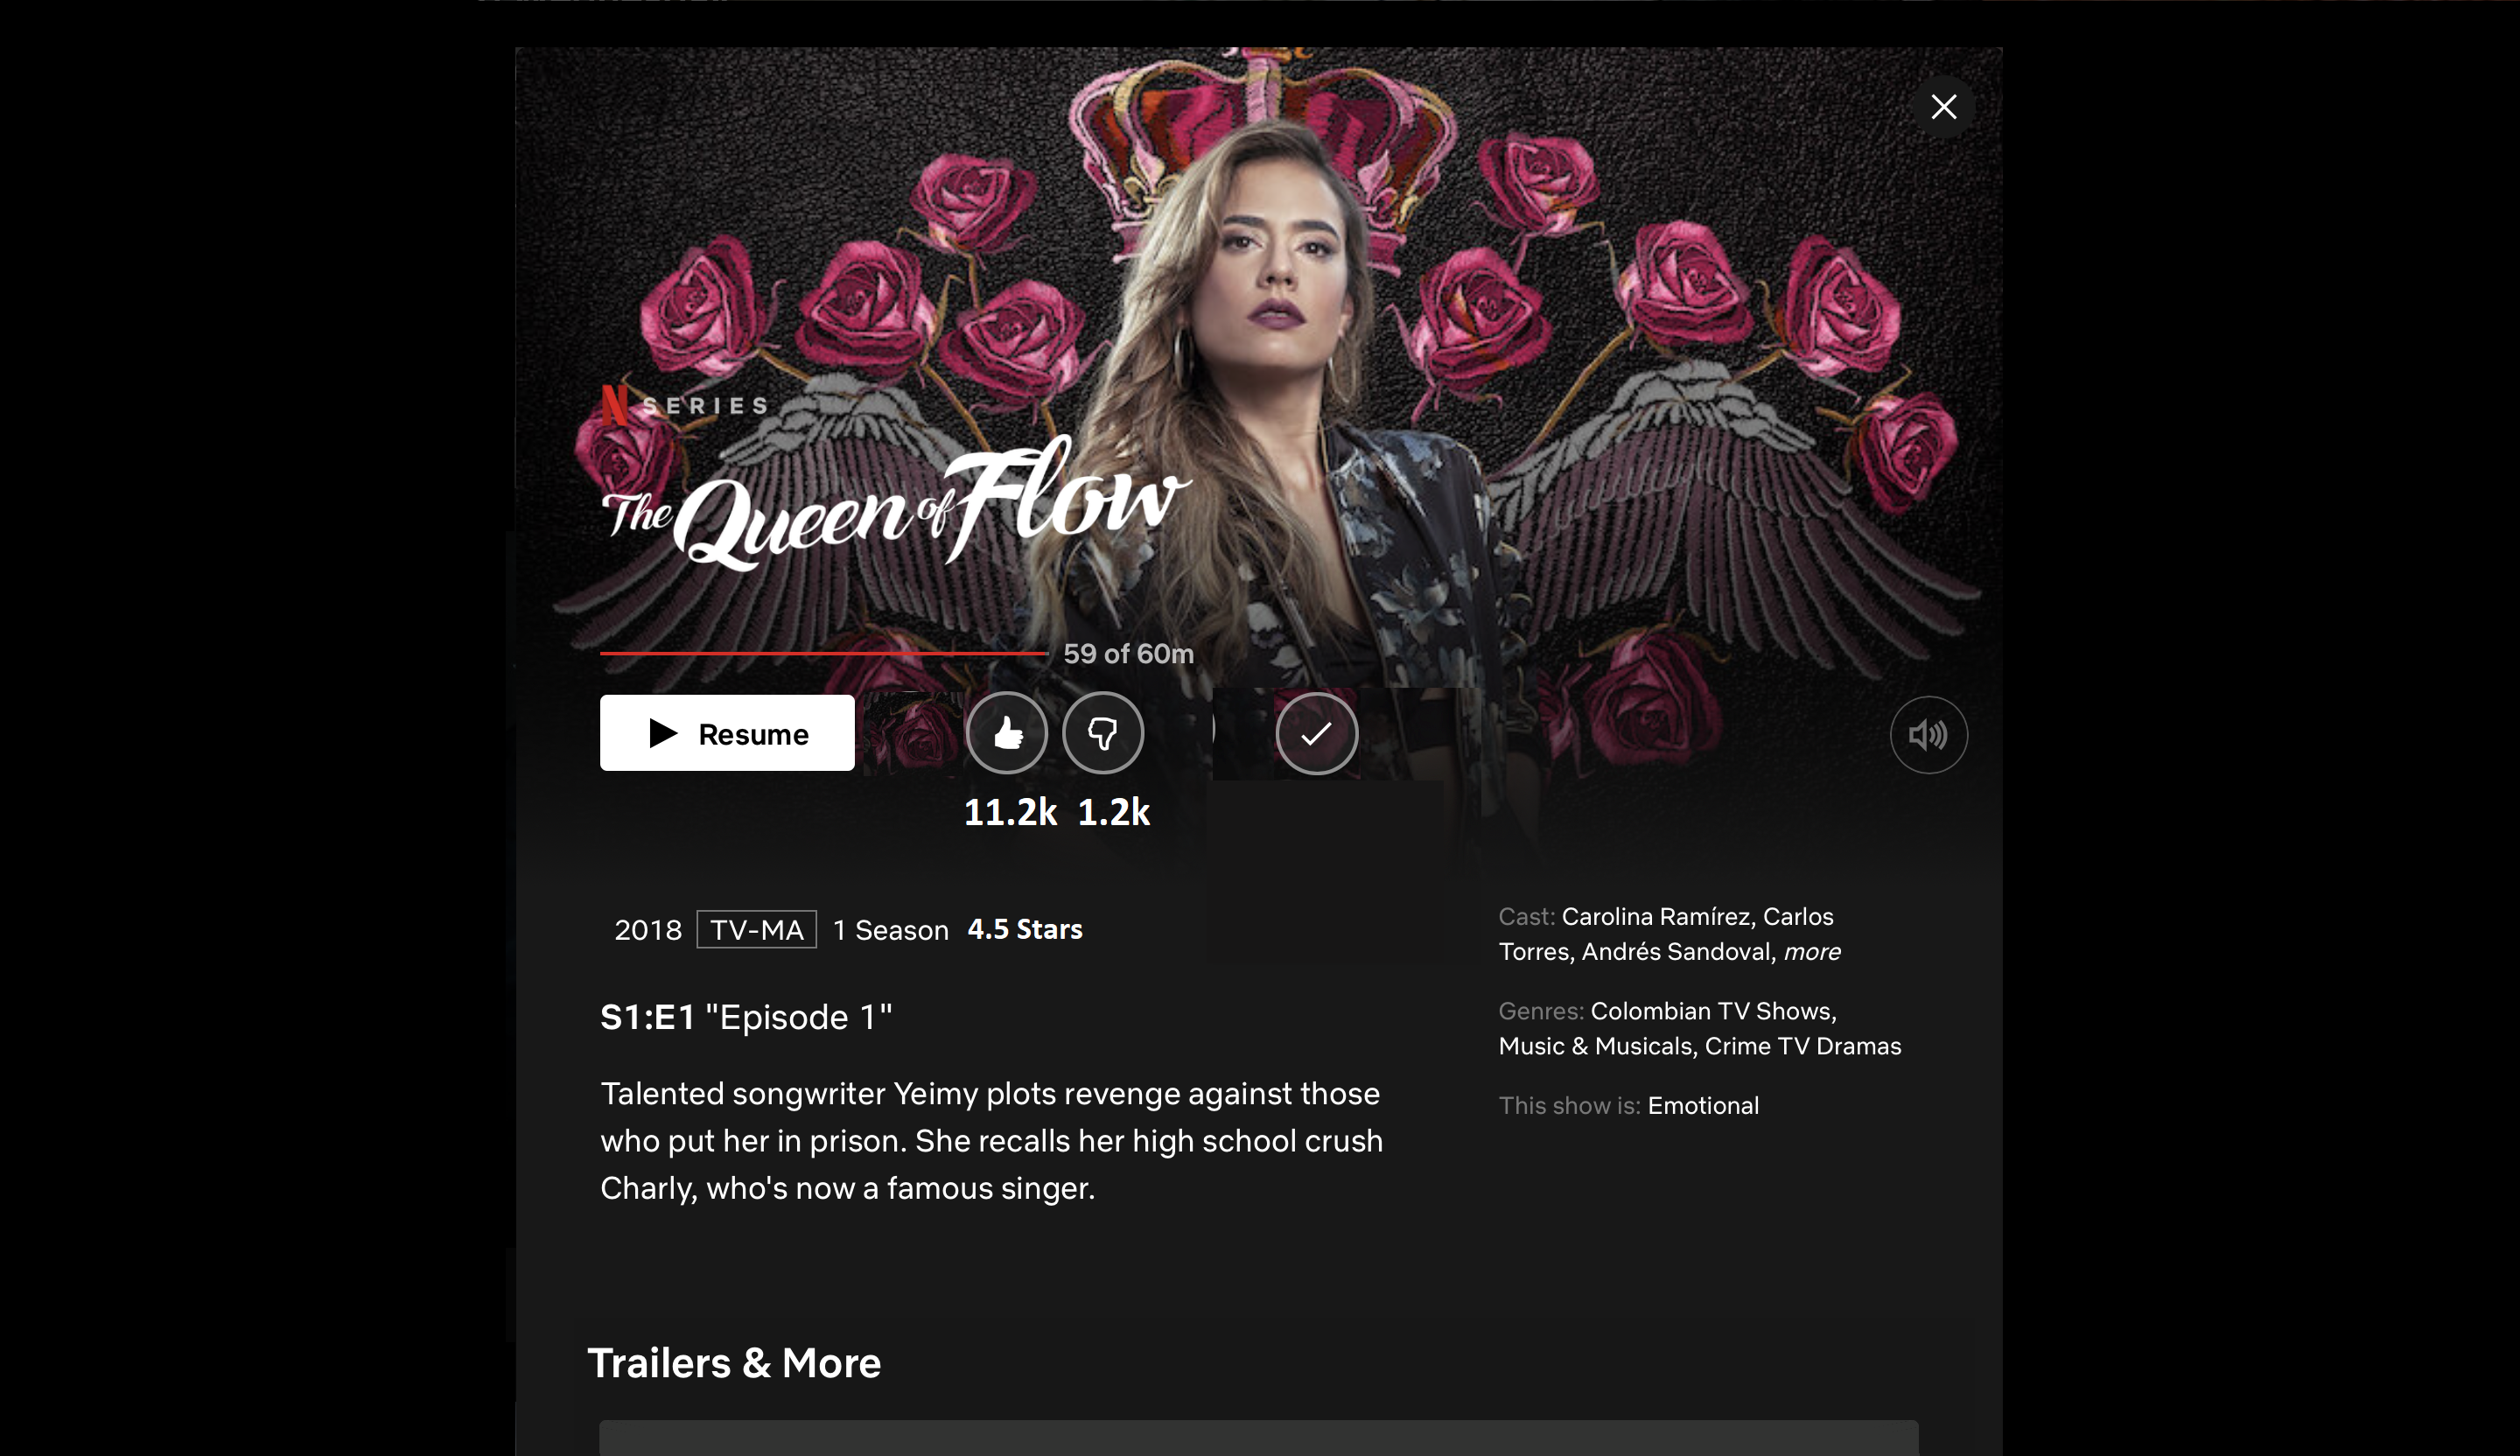 N SERIES
The Queen of Flow
59 of 60m
Resume
11.2k 1.2k
2018 TV-MA 1 Season 4.5 Stars
S1:E1 "Episode 1"
Talented songwriter Yeimy plots revenge against those
who put her in prison. She recalls her high school crush
Charly, who's now a famous singer.
Cast: Carolina Ramírez, Carlos
Torres, Andrés Sandoval, more
Genres: Colombian TV Shows,
Music & Musicals, Crime TV Dramas
This show is: Emotional
Trailers & More